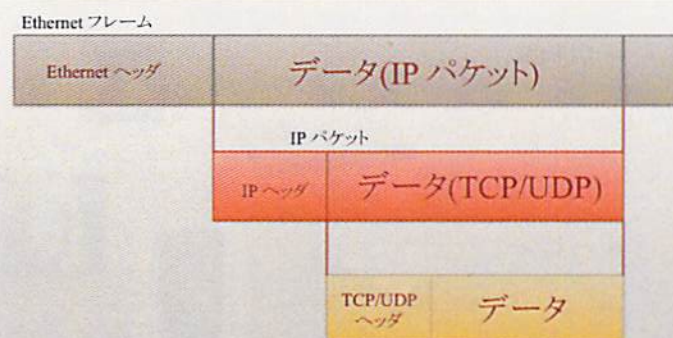 Ethernet フレーム
Ethernet ヘッダ
データ(IP パケット)
IP パケット
IP ヘッダ
データ(TCP/UDP)
TCP/UDP
ヘッダ
データ